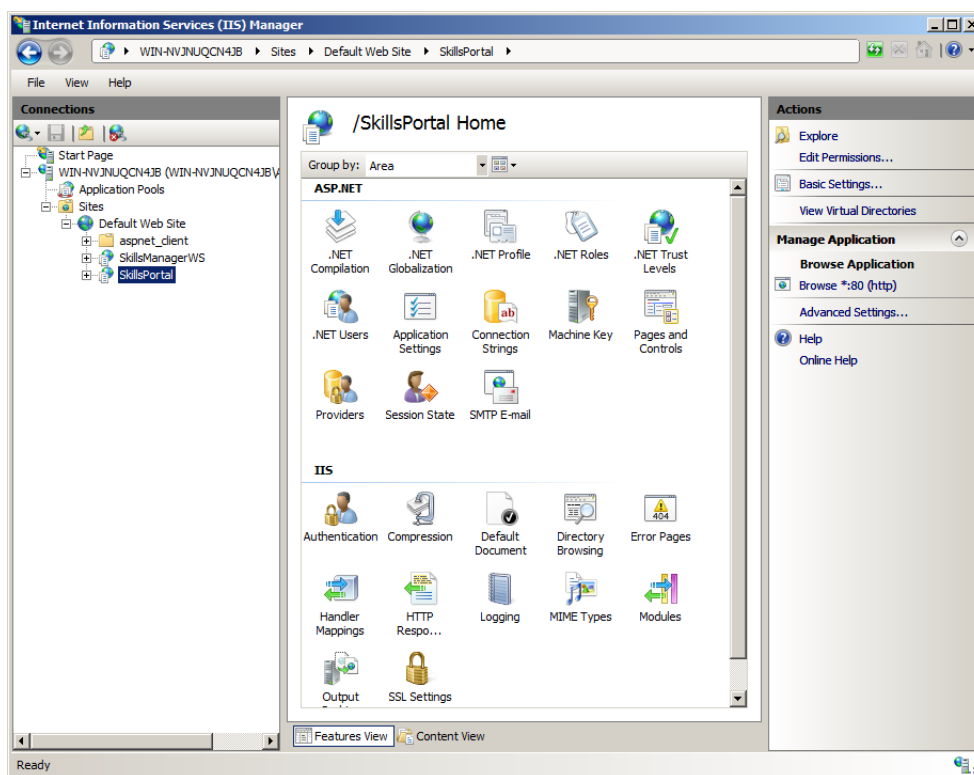 Internet Information Services (IIS) Manager
WIN-NVJNUQCN4JB Sites Default Web Site SkillsPortal
File View Help
Connections
Start Page
WIN-NVJNUQCN4JB (WIN-NVJNUQCN4JB\
Application Pools
Sites
Default Web Site
aspnet_client
SkillsManagerWS
SkillsPortal
/SkillsPortal Home
Group by: Area
ASP.NET
.NET Compilation
.NET Globalization
.NET Profile
.NET Roles
.NET Trust Levels
.NET Users
Application Settings
Connection Strings
Machine Key
Pages and Controls
Providers
Session State
SMTP E-mail
IIS
Authentication
Compression
Default Document
Directory Browsing
Error Pages
Handler Mappings
HTTP Respo...
Logging
MIME Types
Modules
Output
SSL Settings
ab
404
Features View
Content View
Actions
Explore
Edit Permissions...
Basic Settings...
View Virtual Directories
Manage Application
Browse Application
Browse *:80 (http)
Advanced Settings...
Help
Online Help
Ready